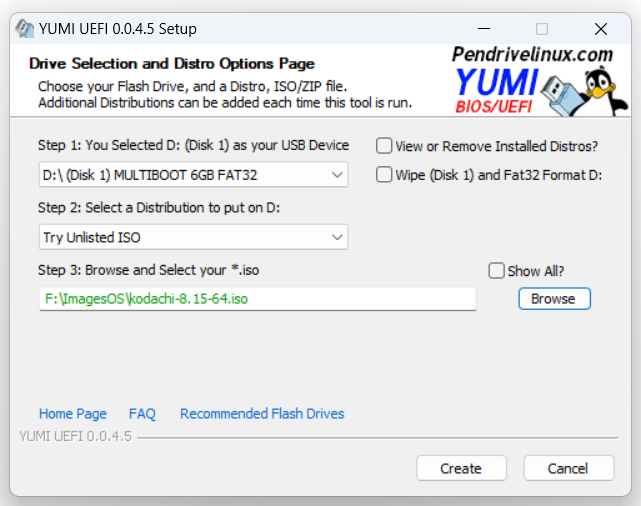 YUMI UEFI 0.0.4.5 Setup
Drive Selection and Distro Options Page
Choose your Flash Drive, and a Distro, ISO/ZIP file.
Additional Distributions can be added each time this tool is run.
Pendrivelinux.com
YUMI
BIOS/UEFI
Step 1: You Selected D: (Disk 1) as your USB Device
View or Remove Installed Distros?
D:\ (Disk 1) MULTIBOOT 6GB FAT32
Wipe (Disk 1) and Fat32 Format D:
Step 2: Select a Distribution to put on D:
Try Unlisted ISO
Step 3: Browse and Select your *.iso
Show All?
F:\ImagesOS\kodachi-8.15-64.iso
Browse
Home Page FAQ Recommended Flash Drives
YUMI UEFI 0.0.4.5
Create Cancel